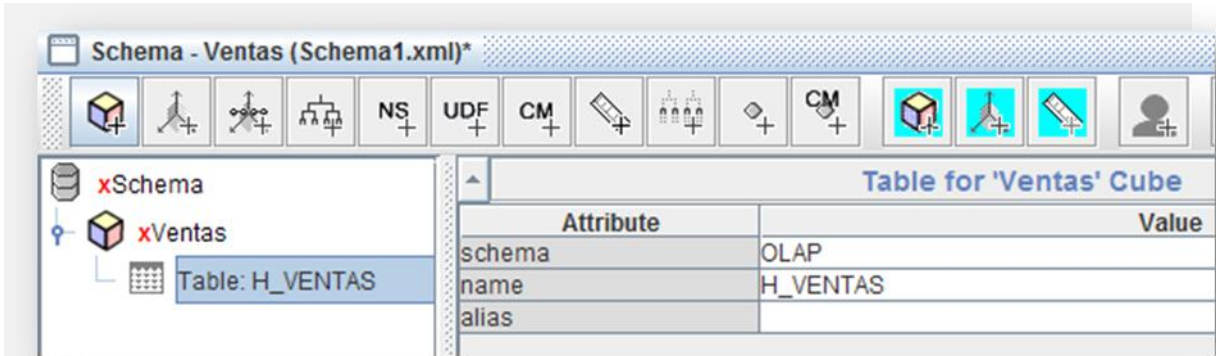 Schema - Ventas (Schema1.xml)*
NS UDF CM CM
xSchema
xVentas
Table: H_VENTAS
Table for 'Ventas' Cube
Attribute Value
schema OLAP
name H_VENTAS
alias